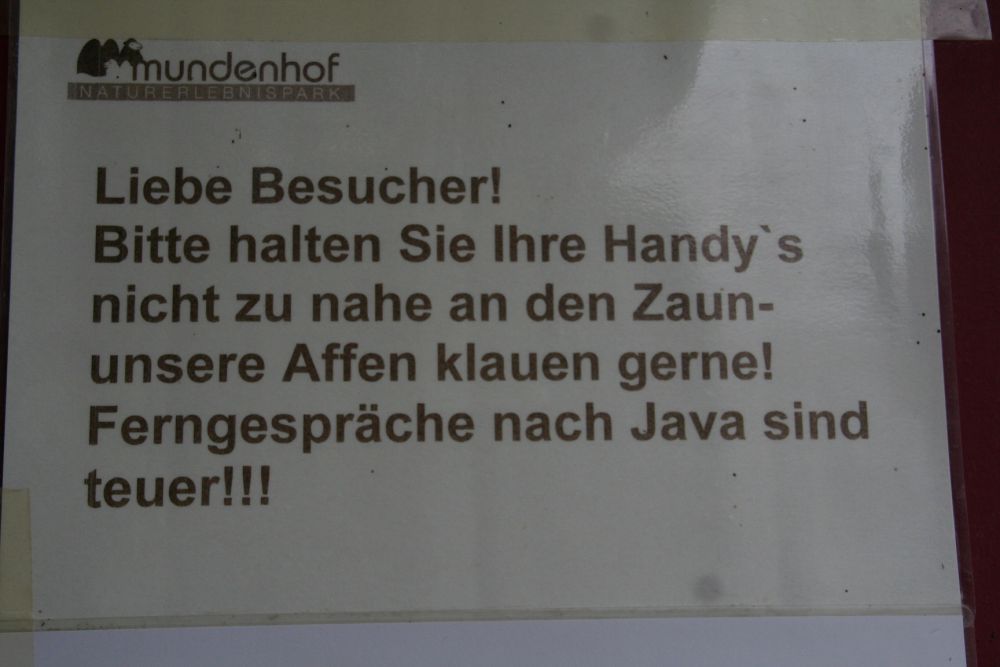 mundenhof
NATURERLEBNISPARK
Liebe Besucher!
Bitte halten Sie Ihre Handy`s
nicht zu nahe an den Zaun-
unsere Affen klauen gerne!
Ferngespräche nach Java sind
teuer!!!